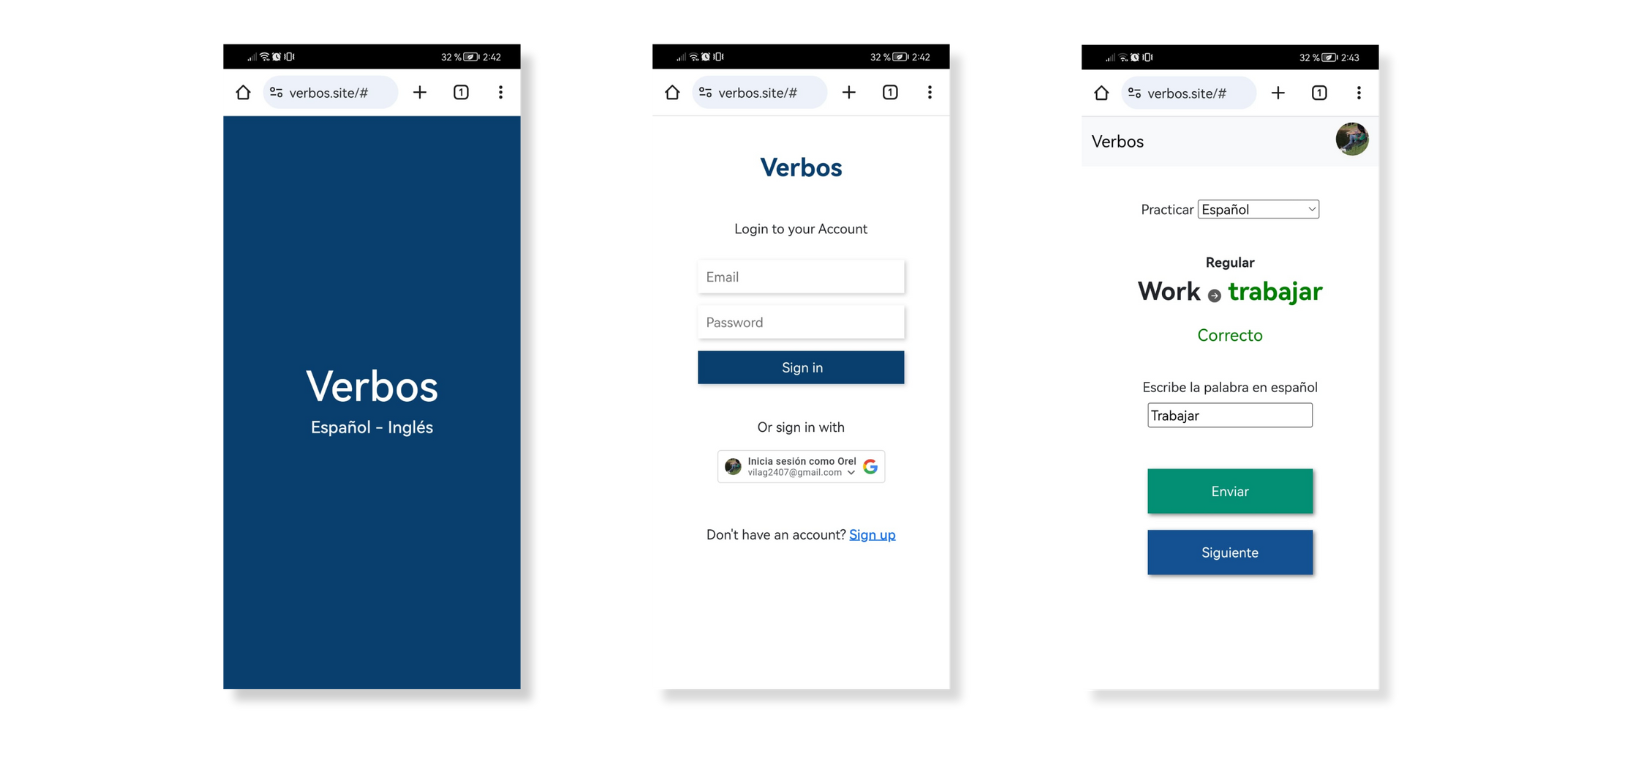 32 % 2:42
verbos.site/#
1
Verbos
Español - Inglés
32 % 2:42
verbos.site/#
1
Verbos
Login to your Account
Email
Password
Sign in
Or sign in with
Inicia sesión como Orel
vilag2407@gmail.com
Don't have an account? Sign up
32 % 2:43
verbos.site/#
1
Verbos
Practicar Español
Regular
Work trabajar
Correcto
Escribe la palabra en español
Trabajar
Enviar
Siguiente